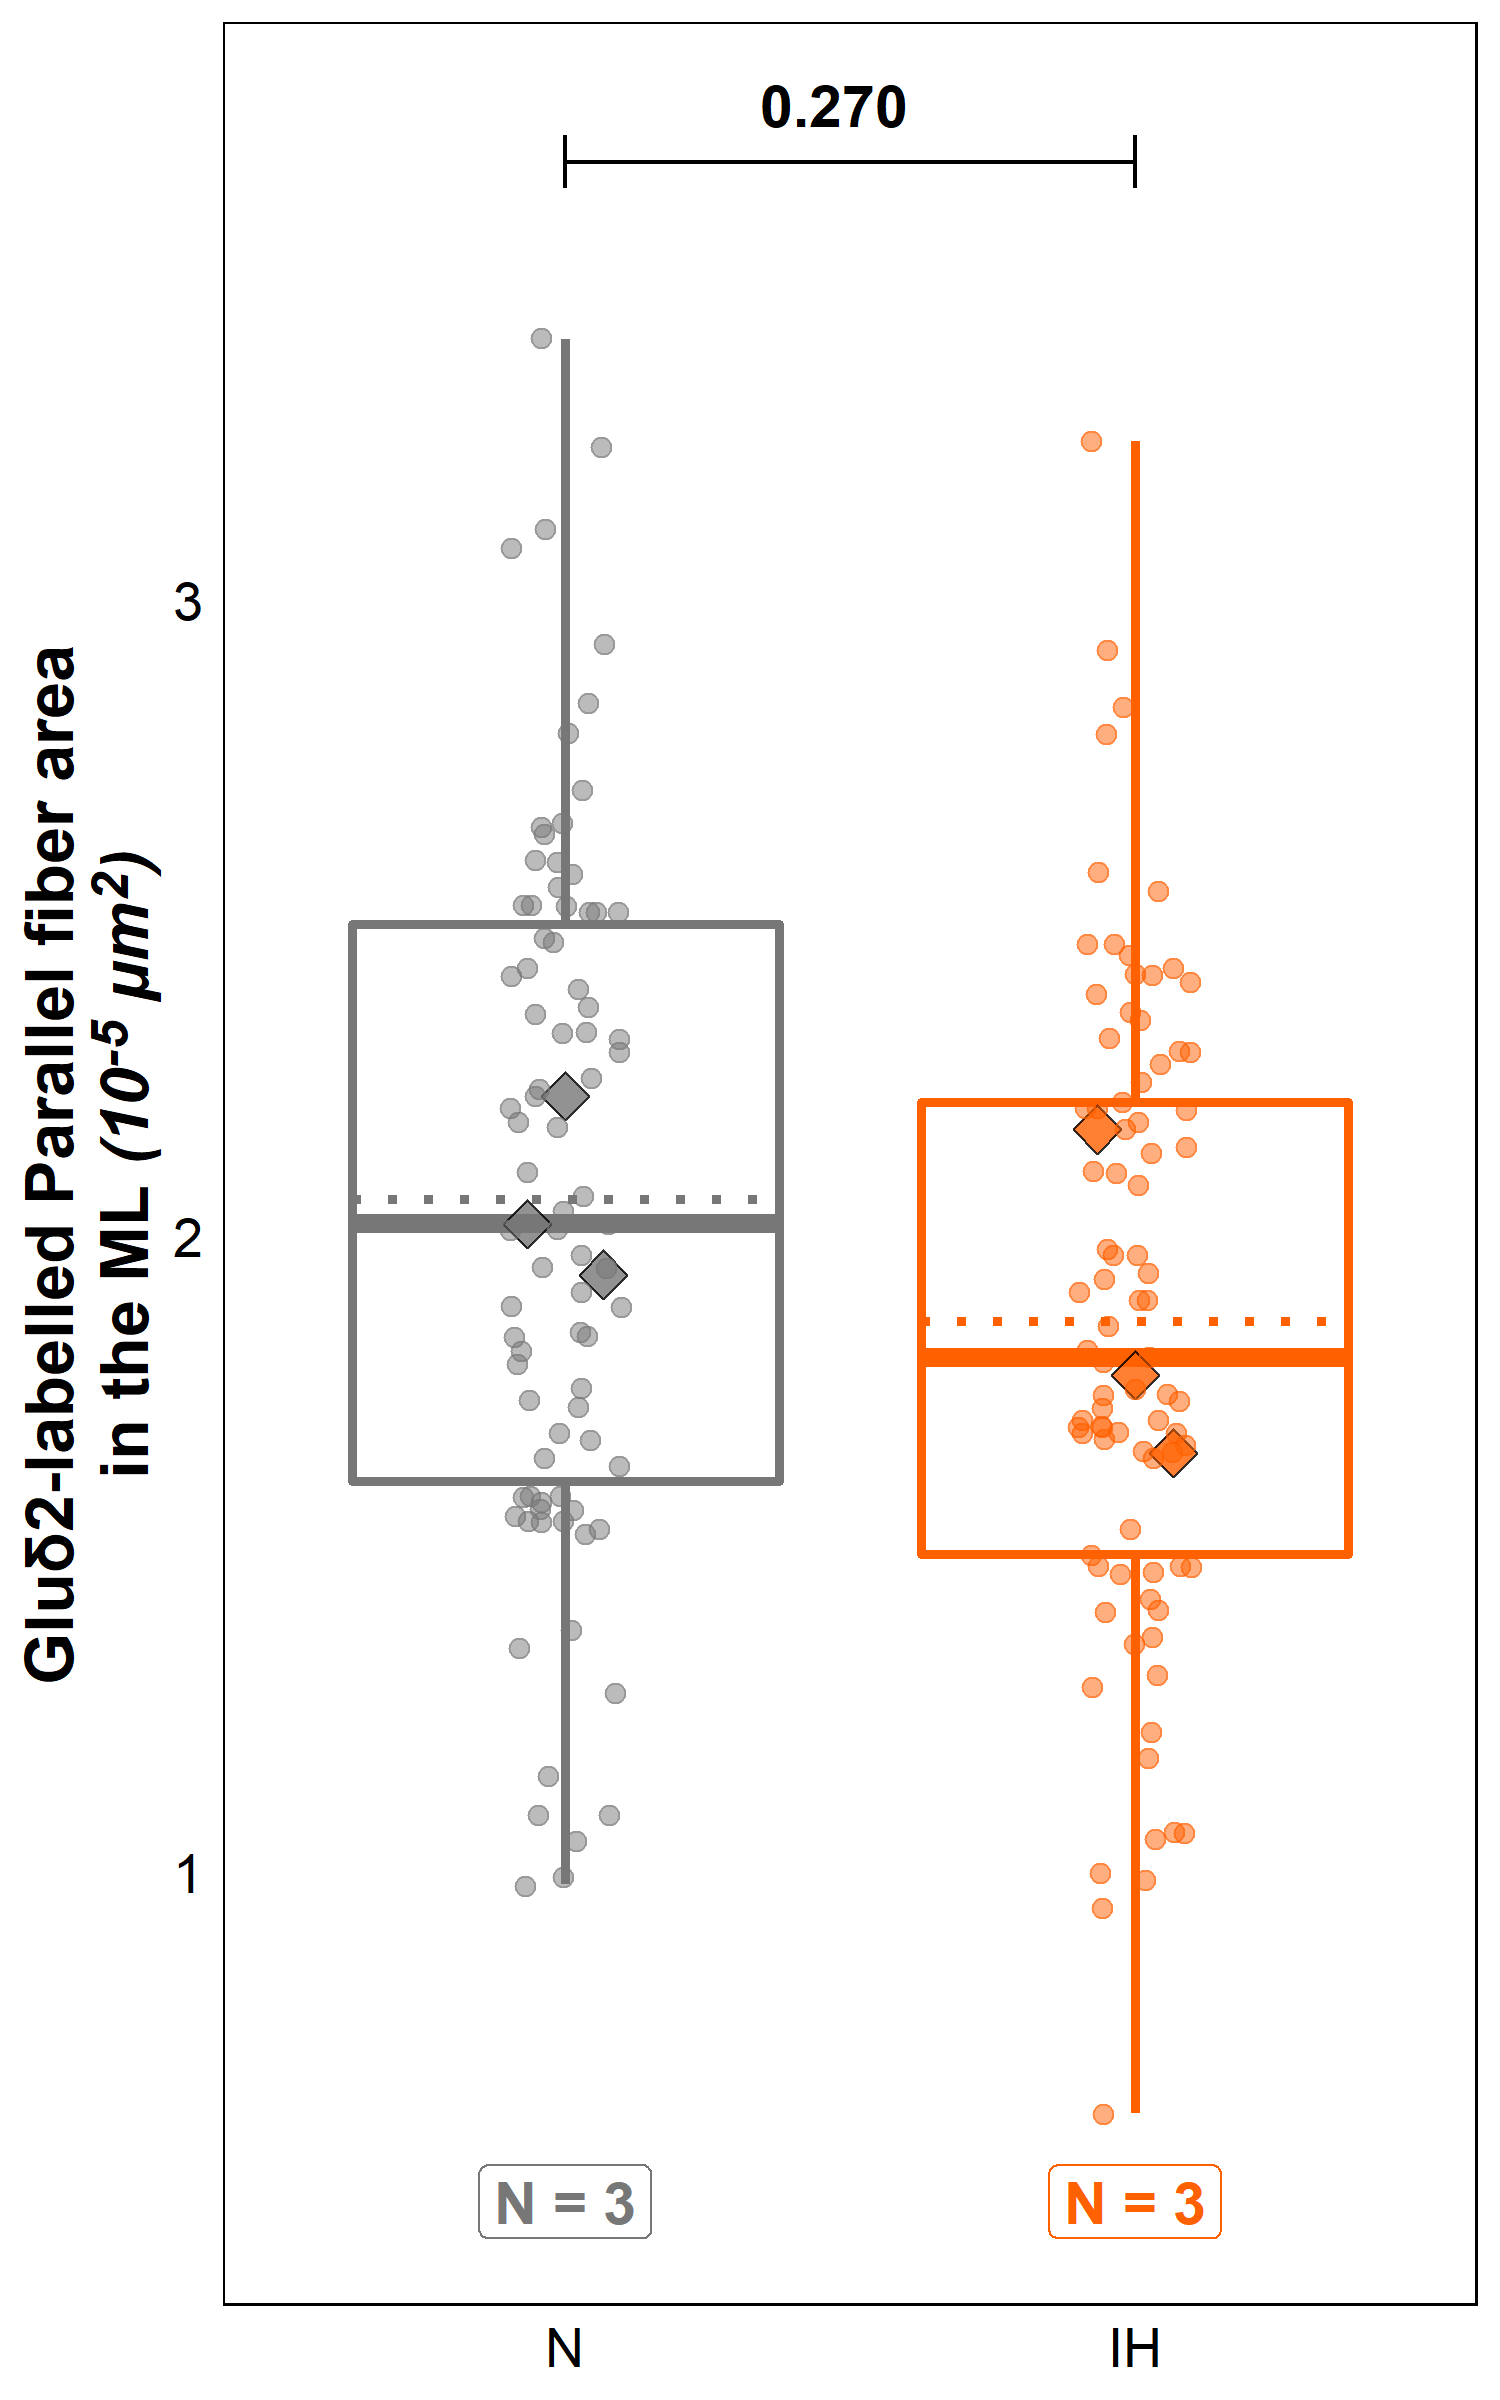 0.270
Gluδ2-labelled Parallel fiber area
in the ML (10⁻⁵ µm²)
3
2
1
N = 3
N = 3
N
IH